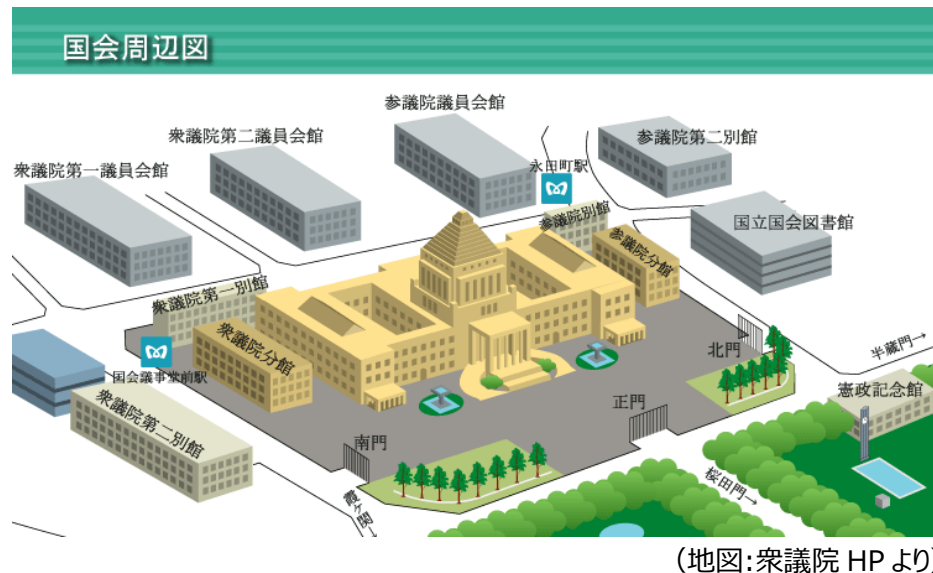 国会周辺図
参議院議員会館
衆議院第二議員会館
参議院第二別館
衆議院第一議員会館
永田町駅
参議院別館
国立国会図書館
参議院分館
衆議院第一別館
衆議院分館
国会議事堂前駅
北門
半蔵門→
憲政記念館
衆議院第二別館
正門
南門
桜田門→
霞ヶ関→
(地図:衆議院 HP より)